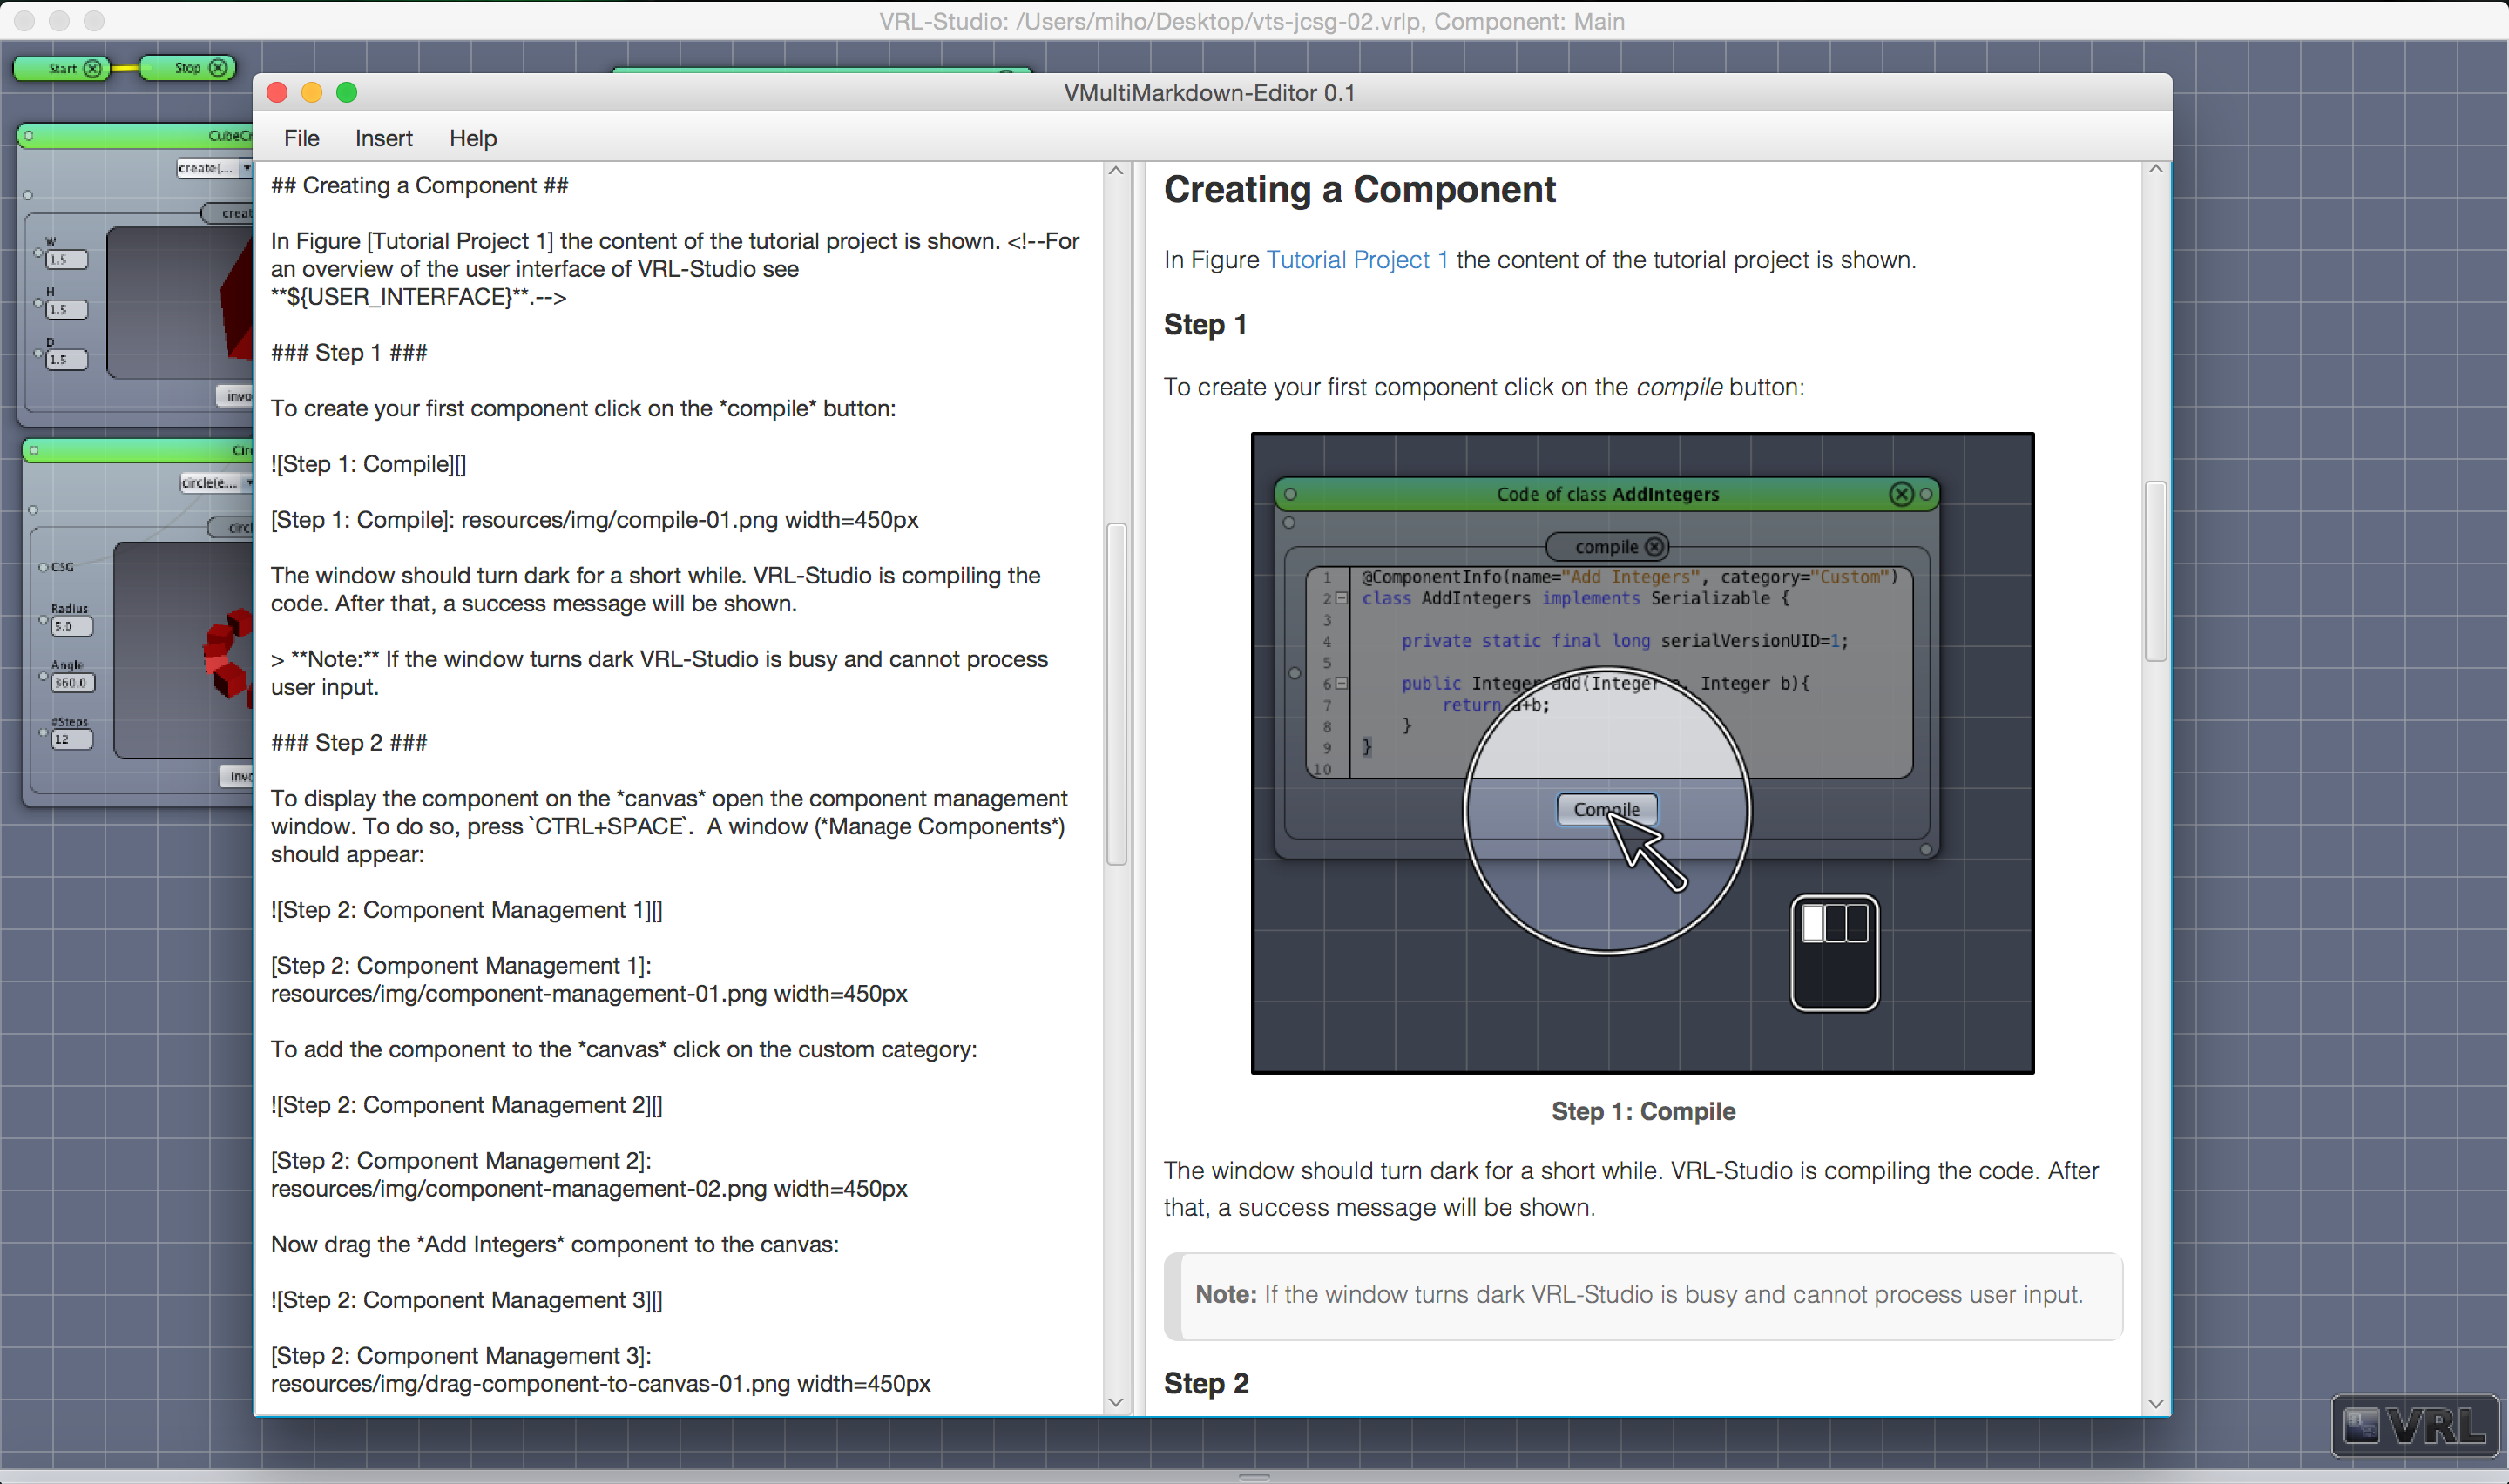 VRL-Studio: /Users/miho/Desktop/vts-jcsg-02.vrlp, Component: Main
Start
Stop
create(...
W
1.5
H
1.5
D
1.5
circle(e...
CSG
Radius
5.0
Angle
360.0
#Steps
12
VMultiMarkdown-Editor 0.1
File Insert Help
## Creating a Component ##
In Figure [Tutorial Project 1] the content of the tutorial project is shown. <!--For
an overview of the user interface of VRL-Studio see
**${USER_INTERFACE}**.-->
### Step 1 ###
To create your first component click on the *compile* button:
![Step 1: Compile][]
[Step 1: Compile]: resources/img/compile-01.png width=450px
The window should turn dark for a short while. VRL-Studio is compiling the
code. After that, a success message will be shown.
> **Note:** If the window turns dark VRL-Studio is busy and cannot process
user input.
### Step 2 ###
To display the component on the *canvas* open the component management
window. To do so, press `CTRL+SPACE`.  A window (*Manage Components*)
should appear:
![Step 2: Component Management 1][]
[Step 2: Component Management 1]:
resources/img/component-management-01.png width=450px
To add the component to the *canvas* click on the custom category:
![Step 2: Component Management 2][]
[Step 2: Component Management 2]:
resources/img/component-management-02.png width=450px
Now drag the *Add Integers* component to the canvas:
![Step 2: Component Management 3][]
[Step 2: Component Management 3]:
resources/img/drag-component-to-canvas-01.png width=450px
Creating a Component
In Figure Tutorial Project 1 the content of the tutorial project is shown.
Step 1
To create your first component click on the compile button:
Code of class AddIntegers
compile
1 @ComponentInfo(name="Add Integers", category="Custom")
2 class AddIntegers implements Serializable {
3
4 private static final long serialVersionUID=1;
5
6 public Integer add(Integer a, Integer b){
7 return a+b;
8 }
9 }
10
Compile
Step 1: Compile
The window should turn dark for a short while. VRL-Studio is compiling the code. After
that, a success message will be shown.
Note: If the window turns dark VRL-Studio is busy and cannot process user input.
Step 2
VRL